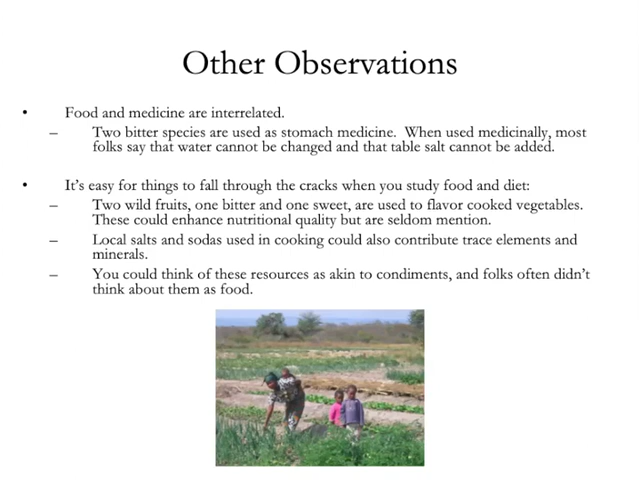 Other Observations
• Food and medicine are interrelated.
– Two bitter species are used as stomach medicine. When used medicinally, most
folks say that water cannot be changed and that table salt cannot be added.
• It's easy for things to fall through the cracks when you study food and diet:
– Two wild fruits, one bitter and one sweet, are used to flavor cooked vegetables.
These could enhance nutritional quality but are seldom mention.
– Local salts and sodas used in cooking could also contribute trace elements and
minerals.
– You could think of these resources as akin to condiments, and folks often didn't
think about them as food.